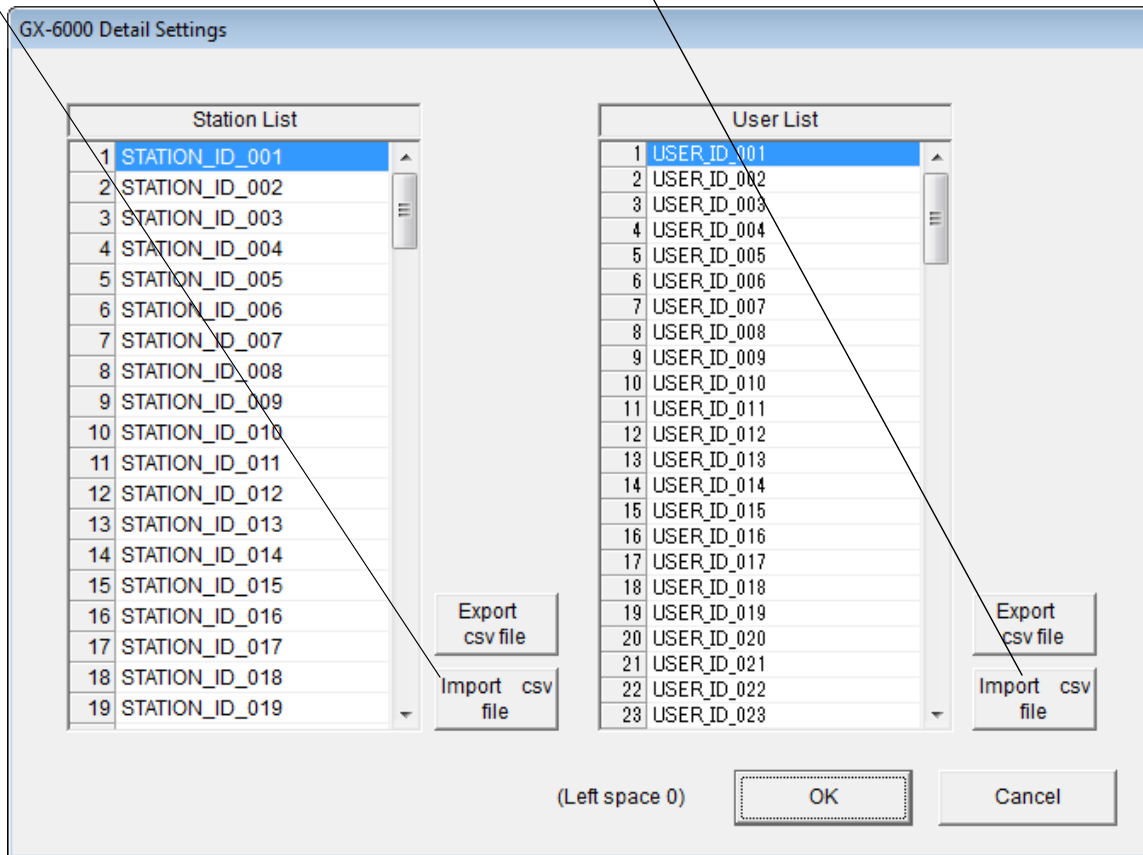 GX-6000 Detail Settings
Station List
1 STATION_ID_001
2 STATION_ID_002
3 STATION_ID_003
4 STATION_ID_004
5 STATION_ID_005
6 STATION_ID_006
7 STATION_ID_007
8 STATION_ID_008
9 STATION_ID_009
10 STATION_ID_010
11 STATION_ID_011
12 STATION_ID_012
13 STATION_ID_013
14 STATION_ID_014
15 STATION_ID_015
16 STATION_ID_016
17 STATION_ID_017
18 STATION_ID_018
19 STATION_ID_019
Export
csv file
Import csv
file
User List
1 USER_ID_001
2 USER_ID_002
3 USER_ID_003
4 USER_ID_004
5 USER_ID_005
6 USER_ID_006
7 USER_ID_007
8 USER_ID_008
9 USER_ID_009
10 USER_ID_010
11 USER_ID_011
12 USER_ID_012
13 USER_ID_013
14 USER_ID_014
15 USER_ID_015
16 USER_ID_016
17 USER_ID_017
18 USER_ID_018
19 USER_ID_019
20 USER_ID_020
21 USER_ID_021
22 USER_ID_022
23 USER_ID_023
Export
csv file
Import csv
file
(Left space 0)
OK
Cancel